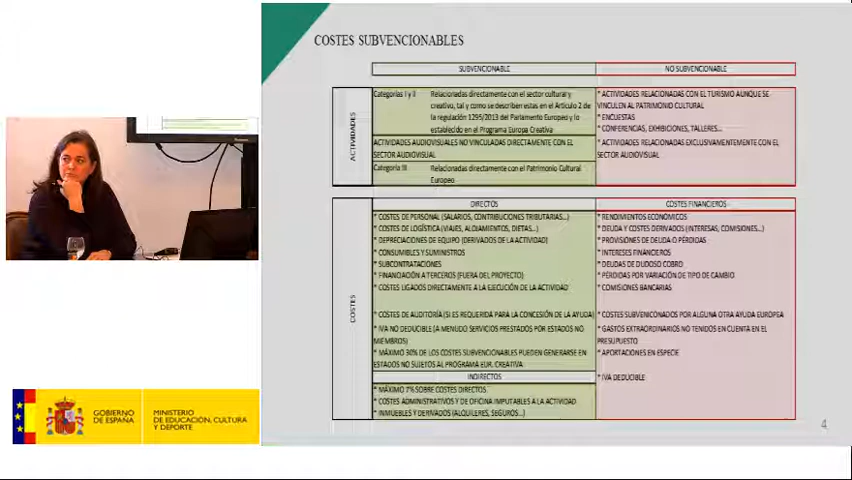 COSTES SUBVENCIONABLES
SUBVENCIONABLE
NO SUBVENCIONABLE
ACTIVIDADES
Categorías I y II
Relacionadas directamente con el sector cultural y
creativo, tal y como se describen estas en el Artículo 2 de
la regulación 1295/2013 del Parlamento Europeo y lo
establecido en el Programa Europa Creativa
ACTIVIDADES AUDIOVISUALES NO VINCULADAS DIRECTAMENTE CON EL
SECTOR AUDIOVISUAL
Categoría III
Relacionadas directamente con el Patrimonio Cultural
Europeo
* ACTIVIDADES RELACIONADAS CON EL TURISMO AUNQUE SE
VINCULEN AL PATRIMONIO CULTURAL
* ENCUESTAS
* CONFERENCIAS, EXHIBICIONES, TALLERES...
* ACTIVIDADES RELACIONADAS EXCLUSIVAMENTEMENTE CON EL
SECTOR AUDIOVISUAL
COSTES
DIRECTOS
* COSTES DE PERSONAL (SALARIOS, CONTRIBUCIONES TRIBUTARIAS...)
* COSTES DE LOGÍSTICA (VIAJES, ALOJAMIENTOS, DIETAS...)
* DEPRECIACIONES DE EQUIPO (DERIVADOS DE LA ACTIVIDAD)
* CONSUMIBLES Y SUMINISTROS
* SUBCONTRATACIONES
* FINANCIACIÓN A TERCEROS (FUERA DEL PROYECTO)
* COSTES LIGADOS DIRECTAMENTE A LA EJECUCIÓN DE LA ACTIVIDAD
* COSTES DE AUDITORÍA (SI ES REQUERIDA PARA LA CONCESIÓN DE LA AYUDA)
* IVA NO DEDUCIBLE (A MENUDO SERVICIOS PRESTADOS POR ESTADOS NO
MIEMBROS)
* MÁXIMO 30% DE LOS COSTES SUBVENCIONABLES PUEDEN GENERARSE EN
ESTADOS NO SUJETOS AL PROGRAMA EUR. CREATIVA
INDIRECTOS
* MÁXIMO 7% SOBRE COSTES DIRECTOS
* COSTES ADMINISTRATIVOS Y DE OFICINA IMPUTABLES A LA ACTIVIDAD
* INMUEBLES Y DERIVADOS (ALQUILERES, SEGUROS...)
COSTES FINANCIEROS
* RENDIMIENTOS ECONÓMICOS
* DEUDA Y COSTES DERIVADOS (INTERESAS, COMISIONES...)
* PROVISIONES DE DEUDA O PÉRDIDAS
* INTERESES FINANCIEROS
* DEUDAS DE DUDOSO COBRO
* PÉRDIDAS POR VARIACIÓN DE TIPO DE CAMBIO
* COMISIONES BANCARIAS
* COSTES SUBVENICONADOS POR ALGUNA OTRA AYUDA EUROPEA
* GASTOS EXTRAORDINARIOS NO TENIDOS EN CUENTA EN EL
PRESUPUESTO
* APORTACIONES EN ESPECIE
* IVA DEDUCIBLE
4
GOBIERNO
DE ESPAÑA
MINISTERIO
DE EDUCACIÓN, CULTURA
Y DEPORTE